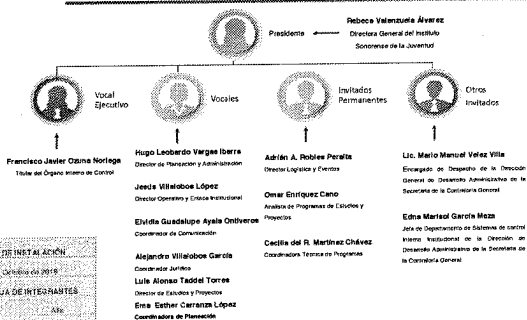 Rebeca Valenzuela Álvarez
Presidente
Directora General del Instituto
Sonorense de la Juventud
Vocal
Ejecutivo
Vocales
Invitados
Permanentes
Otros
Invitados
Francisco Javier Ozuna Noriega
Titular del Órgano Interno de Control
Hugo Leobardo Vargas Ibarra
Director de Planeación y Administración
Jesús Villalobos López
Director Operativo y Enlace Institucional
Elvidia Guadalupe Ayala Ontiveros
Coordinador de Comunicación
Alejandro Villalobos García
Coordinador Jurídico
Luis Alonso Taddei Torres
Director de Estudios y Proyectos
Ema Esther Carranza López
Coordinadora de Planeación
Adrián A. Robles Peralta
Director Logística y Eventos
Omar Enríquez Cano
Analista de Programas de Estudios y
Proyectos
Cecilia del R. Martínez Chávez
Coordinadora Técnica de Programas
Lic. Mario Manuel Velez Villa
Encargado de Despacho de la Dirección
General de Desarrollo Administrativo de la
Secretaría de la Contraloría General
Edna Marisol García Meza
Jefa de Departamento de Sistemas de control
Interno Institucional de la Dirección de
Desarrollo Administrativo de la Secretaría de
la Contraloría General
DE INSTALACIÓN
Octubre de 2018
DE INTEGRANTES